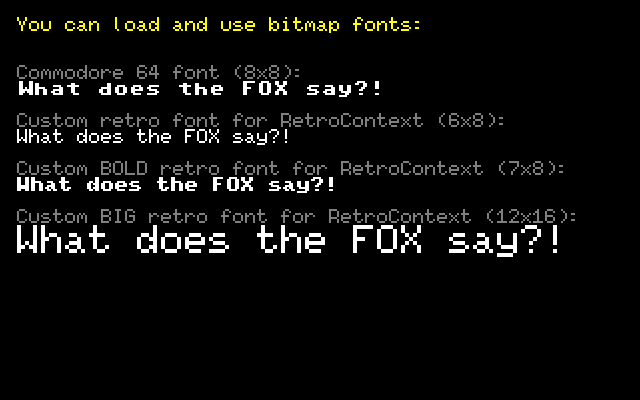 You can load and use bitmap fonts:
Commodore 64 font (8x8):
What does the FOX say?!
Custom retro font for RetroContext (6x8):
What does the FOX say?!
Custom BOLD retro font for RetroContext (7x8):
What does the FOX say?!
Custom BIG retro font for RetroContext (12x16):
What does the FOX say?!